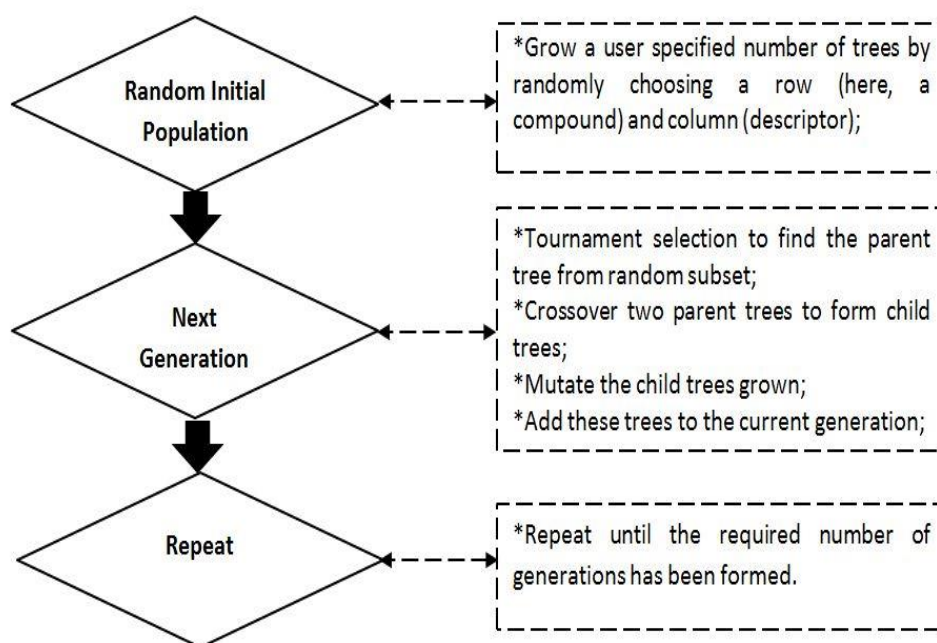 Random Initial
Population
*Grow a user specified number of trees by
randomly choosing a row (here, a
compound) and column (descriptor);
Next
Generation
*Tournament selection to find the parent
tree from random subset;
*Crossover two parent trees to form child
trees;
*Mutate the child trees grown;
*Add these trees to the current generation;
Repeat
*Repeat until the required number of
generations has been formed.